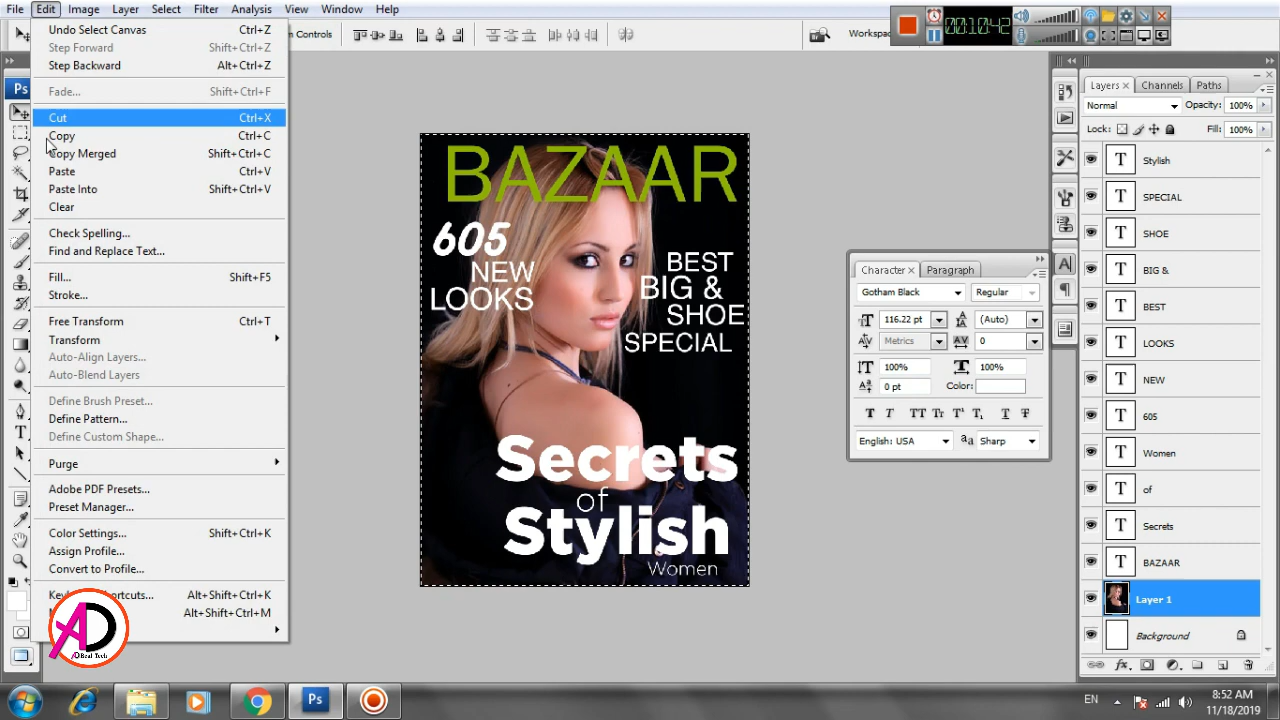 File Edit Image Layer Select Filter Analysis View Window Help
Undo Select Canvas Ctrl+Z
Step Forward Shift+Ctrl+Z
Step Backward Alt+Ctrl+Z
Fade... Shift+Ctrl+F
Cut Ctrl+X
Copy Ctrl+C
Copy Merged Shift+Ctrl+C
Paste Ctrl+V
Paste Into Shift+Ctrl+V
Clear
Check Spelling...
Find and Replace Text...
Fill... Shift+F5
Stroke...
Free Transform Ctrl+T
Transform
Auto-Align Layers...
Auto-Blend Layers
Define Brush Preset...
Define Pattern...
Define Custom Shape...
Purge
Adobe PDF Presets...
Preset Manager...
Color Settings... Shift+Ctrl+K
Assign Profile...
Convert to Profile...
Alt+Shift+Ctrl+K
Alt+Shift+Ctrl+M
Controls
00:10:42
Ps
BAZAAR
605
NEW
LOOKS
BEST
BIG &
SHOE
SPECIAL
Secrets
of
Stylish
Women
Character Paragraph
Gotham Black Regular
116.22 pt (Auto)
Metrics 0
100% 100%
0 pt Color:
English: USA aa Sharp
Layers Channels Paths
Normal Opacity: 100%
Lock: Fill: 100%
T Stylish
T SPECIAL
T SHOE
T BIG &
T BEST
T LOOKS
T NEW
T 605
T Women
T of
T Secrets
T BAZAAR
Layer 1
Background
AD
AD Real Tech
Ps
EN
8:52 AM
11/18/2019